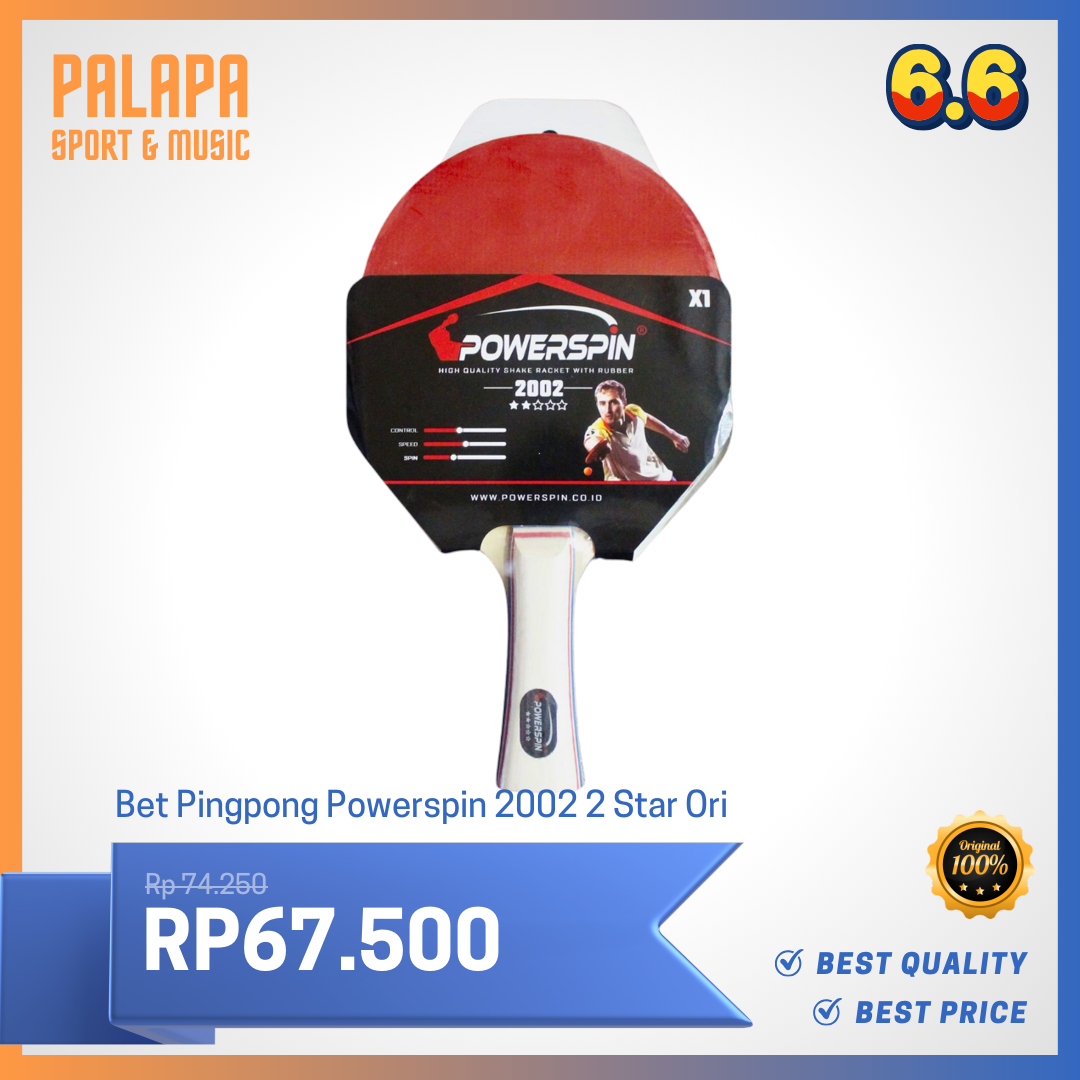 PALAPA
SPORT & MUSIC
6.6
X1
POWERSPIN®
HIGH QUALITY SHAKE RACKET WITH RUBBER
2002
CONTROL
SPEED
SPIN
WWW.POWERSPIN.CO.ID
POWERSPIN
Bet Pingpong Powerspin 2002 2 Star Ori
Rp 74.250
RP67.500
Original
100%
BEST QUALITY
BEST PRICE